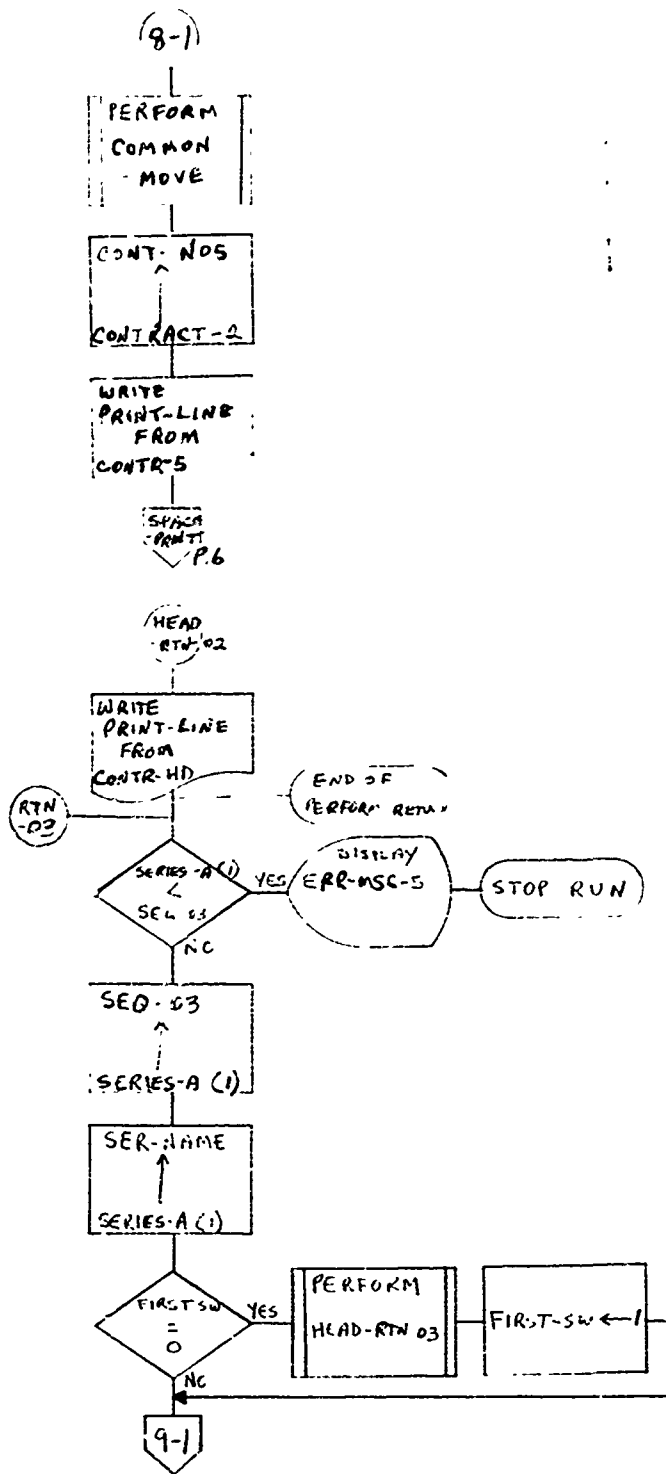 8-1
PERFORM
COMMON
- MOVE
CONT- NO5
CONTRACT-2
WRITE
PRINT-LINE
FROM
CONTR-5
SPACE
-PRINT
P.6
HEAD
-RTN 02
WRITE
PRINT-LINE
FROM
CONTR-HD
END OF
PERFORM RETURN
RTN
-03
SERIES-A (1)
<
SEQ 03
YES
DISPLAY
ERR-MSG-5
STOP RUN
NO
SEQ-03
SERIES-A (1)
SER-NAME
SERIES-A (1)
FIRST SW
=
0
YES
PERFORM
HEAD-RTN 03
FIRST-SW ← 1
NO
9-1